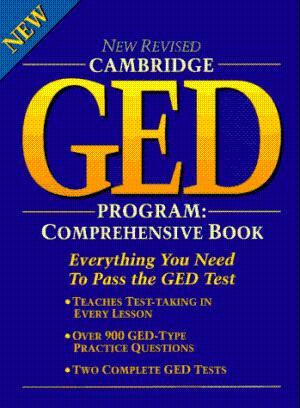 NEW
NEW REVISED
CAMBRIDGE
GED
PROGRAM:
COMPREHENSIVE BOOK
Everything You Need
To Pass the GED Test
•TEACHES TEST-TAKING IN
EVERY LESSON
•OVER 900 GED-TYPE
PRACTICE QUESTIONS
•TWO COMPLETE GED TESTS